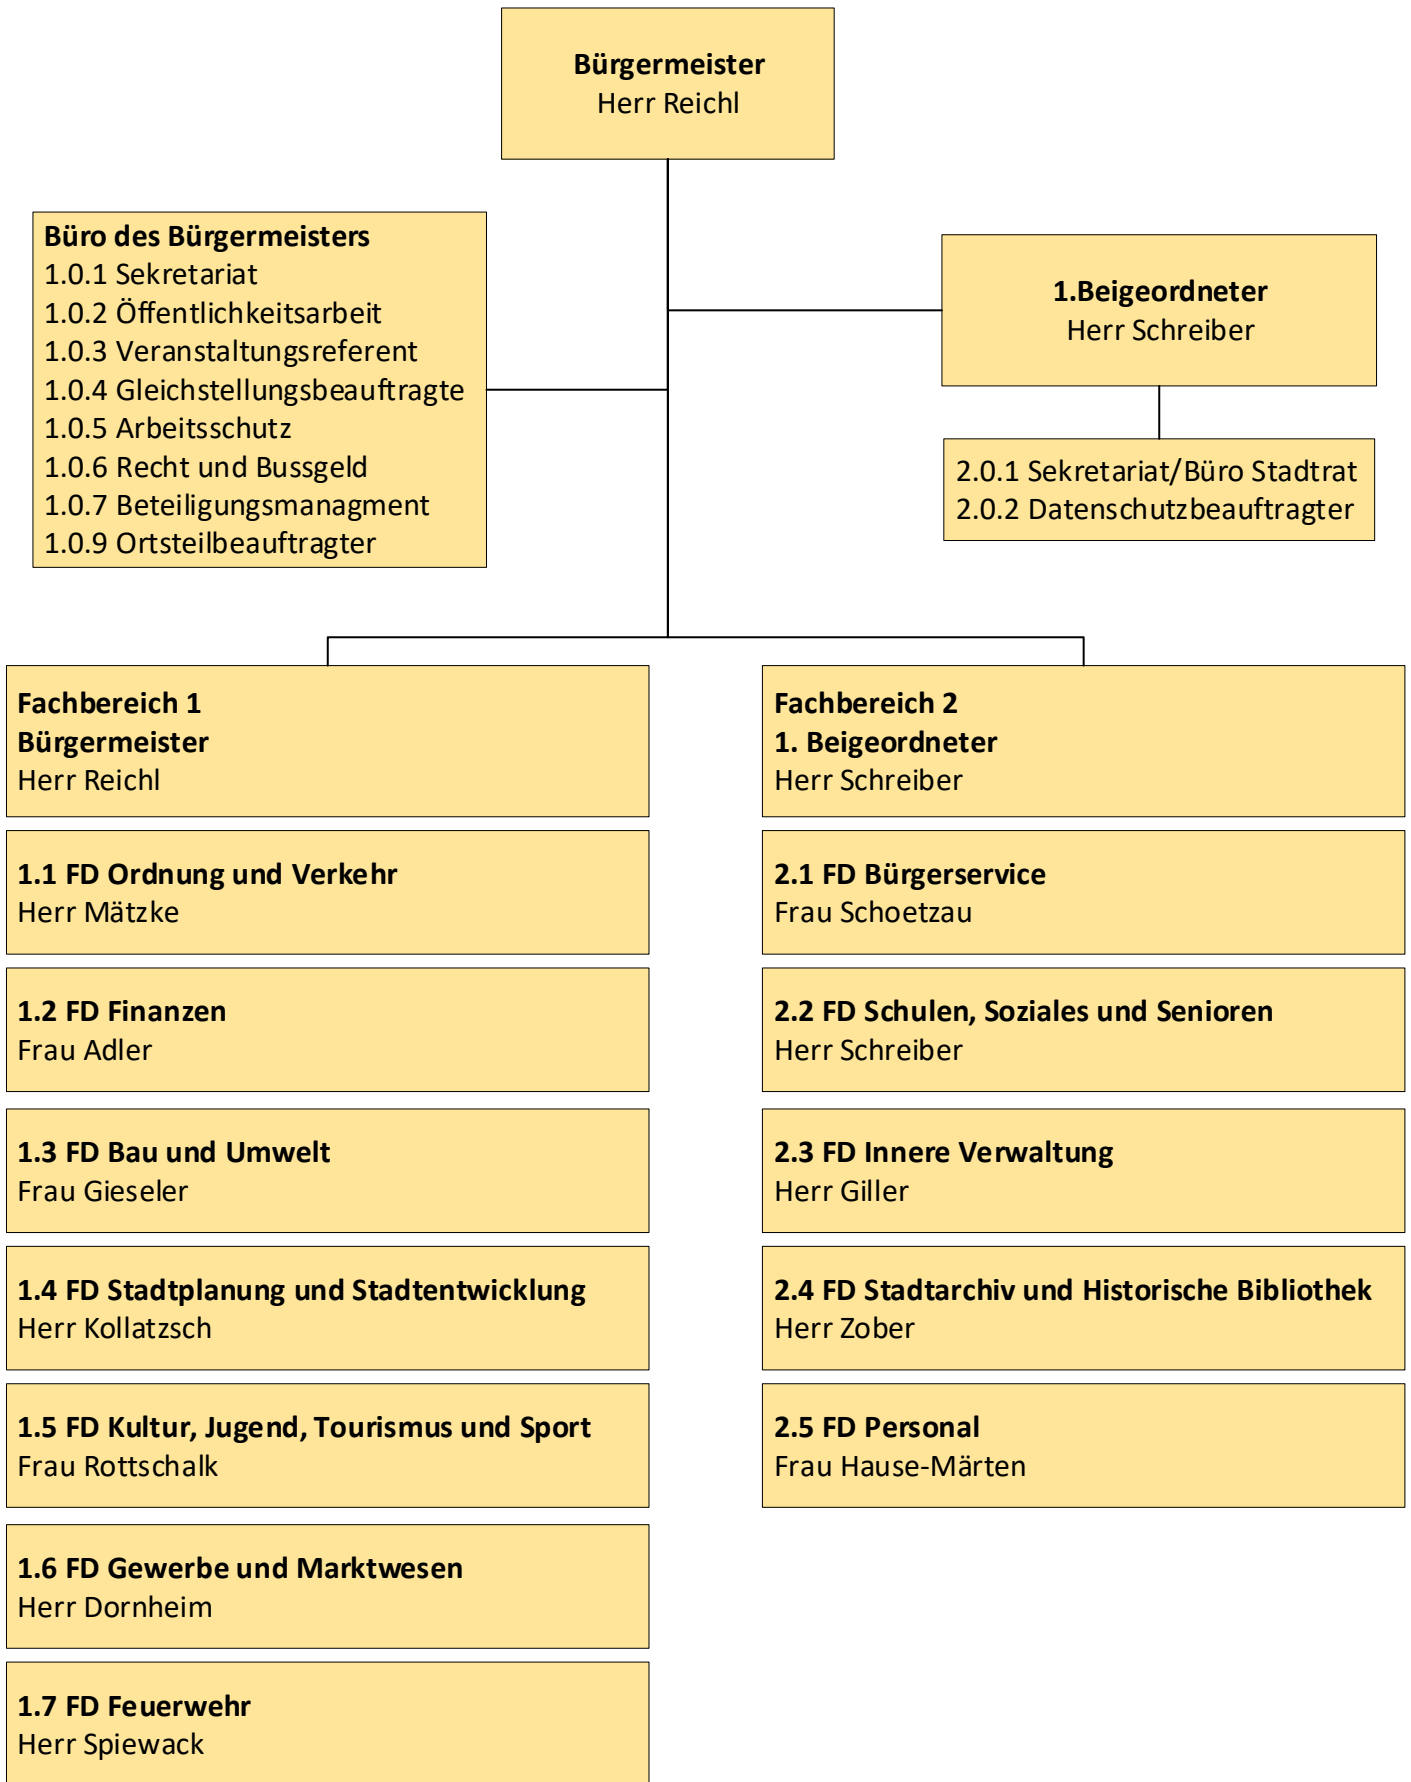 Bürgermeister
Herr Reichl
Büro des Bürgermeisters
1.0.1 Sekretariat
1.0.2 Öffentlichkeitsarbeit
1.0.3 Veranstaltungsreferent
1.0.4 Gleichstellungsbeauftragte
1.0.5 Arbeitsschutz
1.0.6 Recht und Bussgeld
1.0.7 Beteiligungsmanagment
1.0.9 Ortsteilbeauftragter
1.Beigeordneter
Herr Schreiber
2.0.1 Sekretariat/Büro Stadtrat
2.0.2 Datenschutzbeauftragter
Fachbereich 1
Bürgermeister
Herr Reichl
1.1 FD Ordnung und Verkehr
Herr Mätzke
1.2 FD Finanzen
Frau Adler
1.3 FD Bau und Umwelt
Frau Gieseler
1.4 FD Stadtplanung und Stadtentwicklung
Herr Kollatzsch
1.5 FD Kultur, Jugend, Tourismus und Sport
Frau Rottschalk
1.6 FD Gewerbe und Marktwesen
Herr Dornheim
1.7 FD Feuerwehr
Herr Spiewack
Fachbereich 2
1. Beigeordneter
Herr Schreiber
2.1 FD Bürgerservice
Frau Schoetzau
2.2 FD Schulen, Soziales und Senioren
Herr Schreiber
2.3 FD Innere Verwaltung
Herr Giller
2.4 FD Stadtarchiv und Historische Bibliothek
Herr Zober
2.5 FD Personal
Frau Hause-Märten